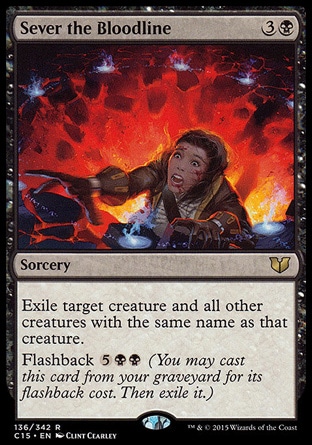 Sever the Bloodline 3
Sorcery
Exile target creature and all other
creatures with the same name as that
creature.
Flashback 5 (You may cast
this card from your graveyard for its
flashback cost. Then exile it.)
136/342 R
C15 • EN Clint Cearley
™ & © 2015 Wizards of the Coast